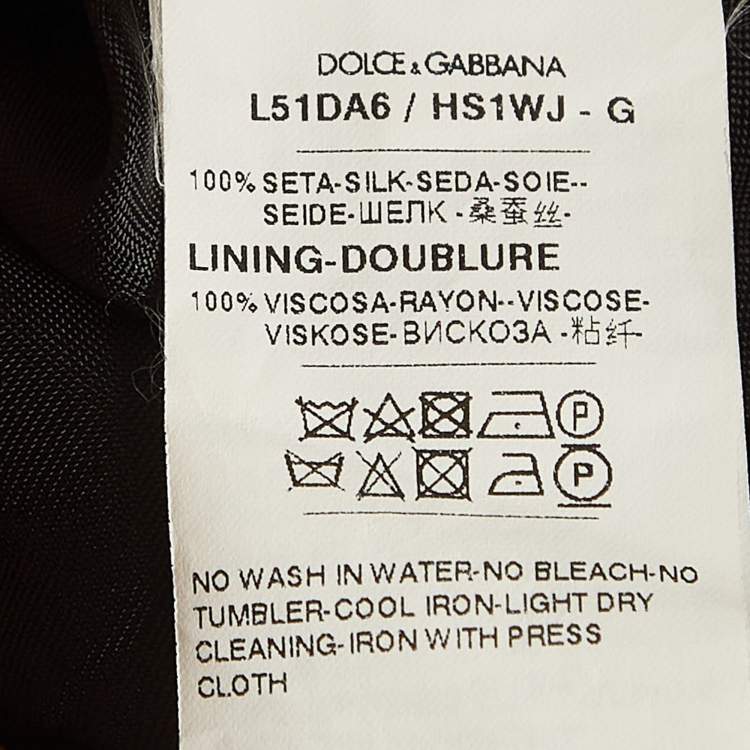 DOLCE & GABBANA
L51DA6 / HS1WJ - G
100% SETA-SILK-SEDA-SOIE--
SEIDE-ШЕЛК -桑蚕丝-
LINING-DOUBLURE
100% VISCOSA-RAYON--VISCOSE-
VISKOSE-ВИСКОЗА -粘纤-
P
P
NO WASH IN WATER-NO BLEACH-NO
TUMBLER-COOL IRON-LIGHT DRY
CLEANING-IRON WITH PRESS
CLOTH